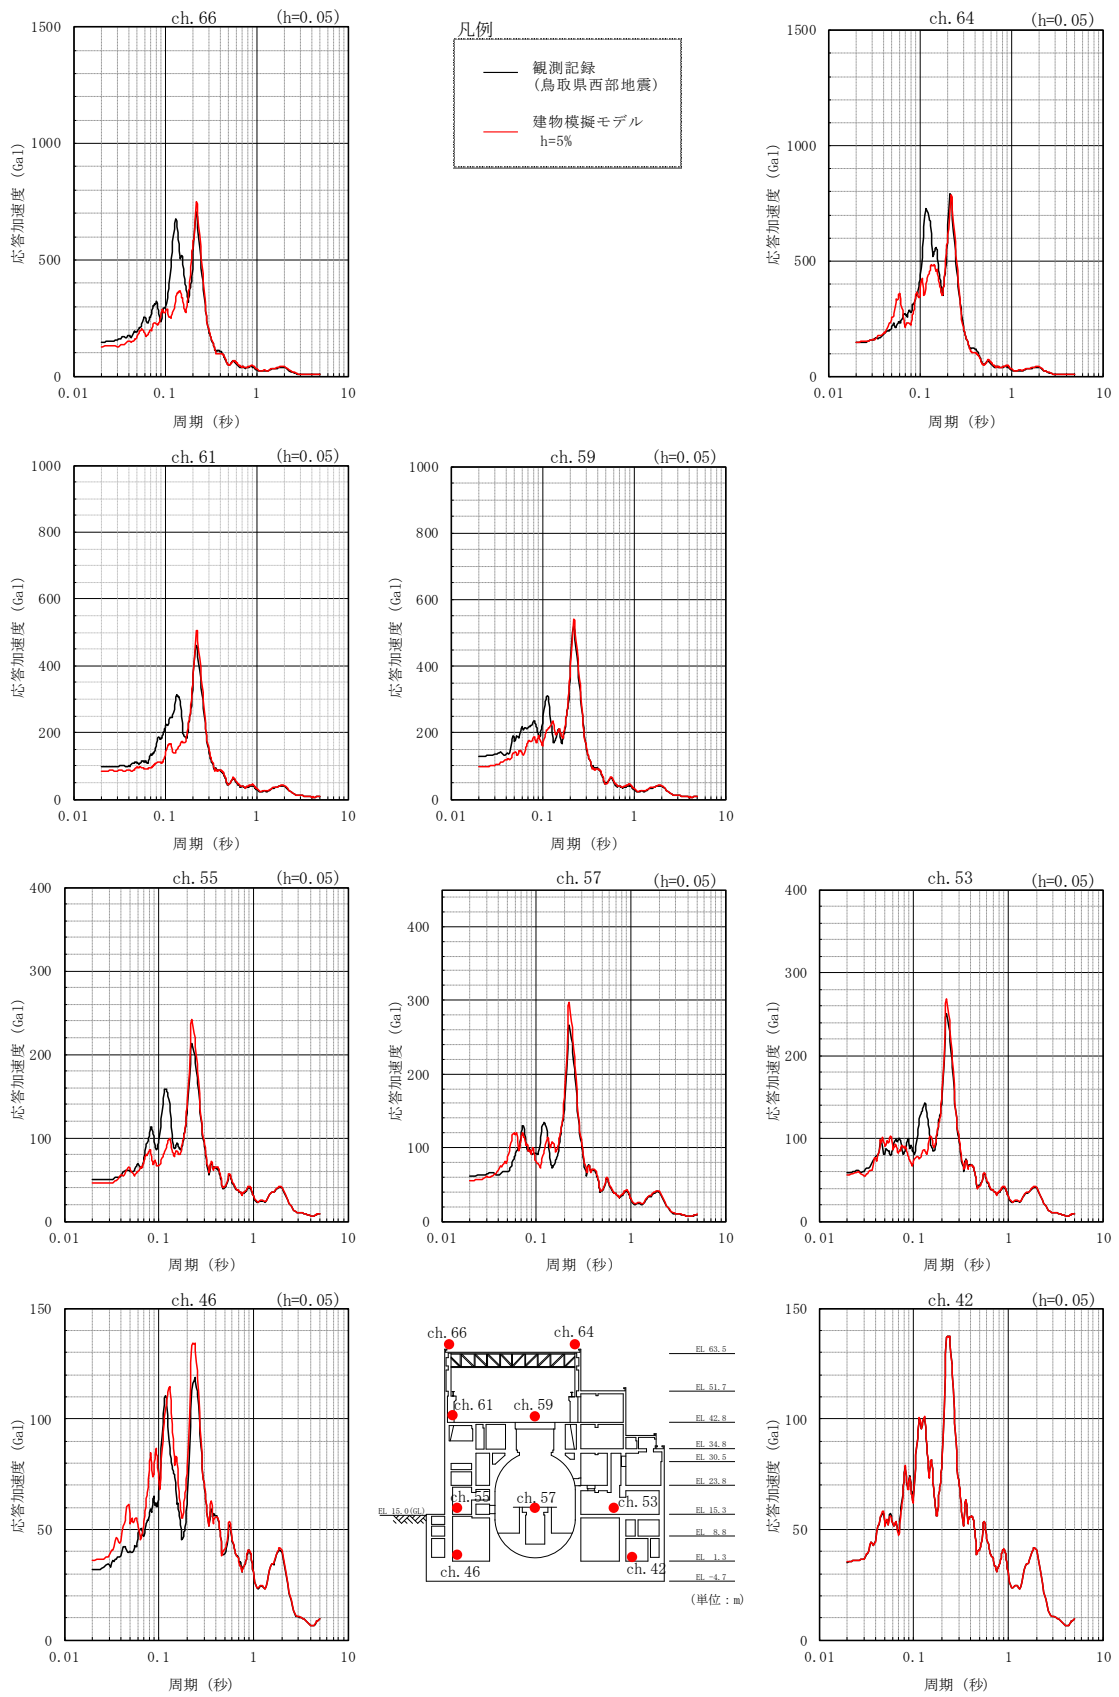 ch.66 (h=0.05)
1500
1000
500
0
0.01 0.1 1 10
応答加速度 (Gal)
周期 (秒)
凡例
観測記録
(鳥取県西部地震)
建物模擬モデル
h=5%
ch.64 (h=0.05)
1500
1000
500
0
0.01 0.1 1 10
応答加速度 (Gal)
周期 (秒)
ch.61 (h=0.05)
1000
800
600
400
200
0
0.01 0.1 1 10
応答加速度 (Gal)
周期 (秒)
ch.59 (h=0.05)
1000
800
600
400
200
0
0.01 0.1 1 10
応答加速度 (Gal)
周期 (秒)
ch.55 (h=0.05)
400
300
200
100
0
0.01 0.1 1 10
応答加速度 (Gal)
周期 (秒)
ch.57 (h=0.05)
400
300
200
100
0
0.01 0.1 1 10
応答加速度 (Gal)
周期 (秒)
ch.53 (h=0.05)
400
300
200
100
0
0.01 0.1 1 10
応答加速度 (Gal)
周期 (秒)
ch.46 (h=0.05)
150
100
50
0
0.01 0.1 1 10
応答加速度 (Gal)
周期 (秒)
ch.66 ch.64
EL 63.5
EL 51.7
ch.61 ch.59
EL 42.8
EL 34.8
EL 30.5
EL 23.8
ch.55 ch.57 ch.53
EL 15.0(GL)
EL 15.3
EL 8.8
EL 1.3
ch.46 ch.42
EL -4.7
(単位:m)
ch.42 (h=0.05)
150
100
50
0
0.01 0.1 1 10
応答加速度 (Gal)
周期 (秒)